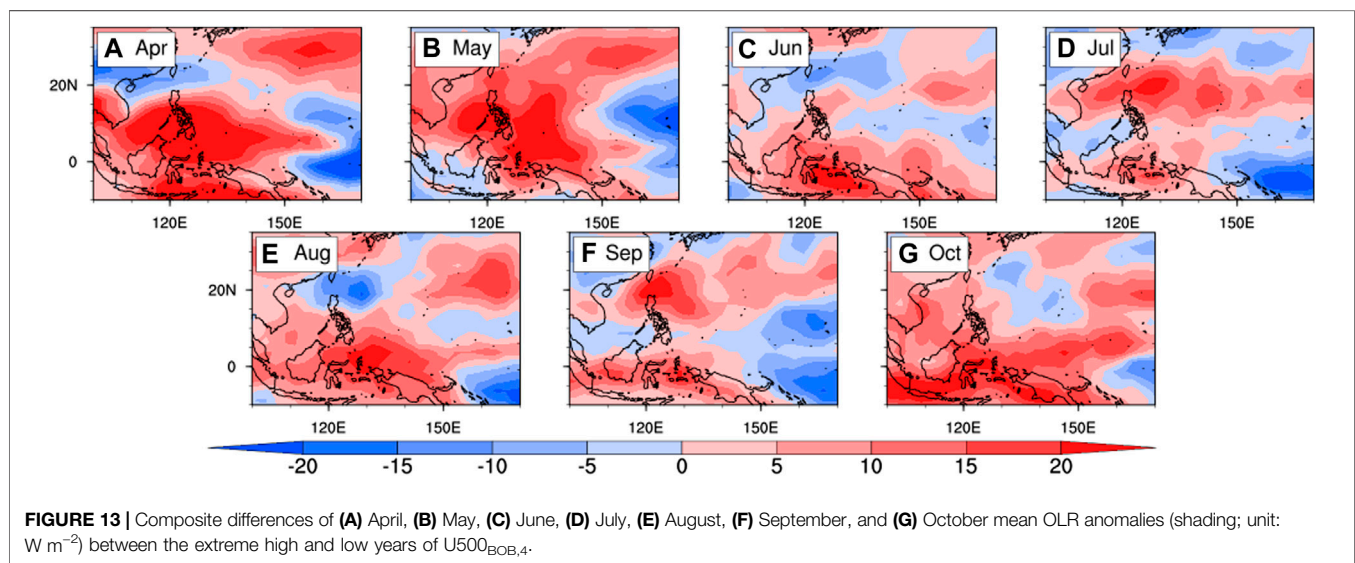 A Apr
B May
C Jun
D Jul
20N
0
120E 150E 120E 150E 120E 150E 120E 150E
E Aug
F Sep
G Oct
20N
0
120E 150E 120E 150E 120E 150E
-20 -15 -10 -5 0 5 10 15 20
FIGURE 13 | Composite differences of (A) April, (B) May, (C) June, (D) July, (E) August, (F) September, and (G) October mean OLR anomalies (shading; unit:
W m−2) between the extreme high and low years of U500BOB,4.